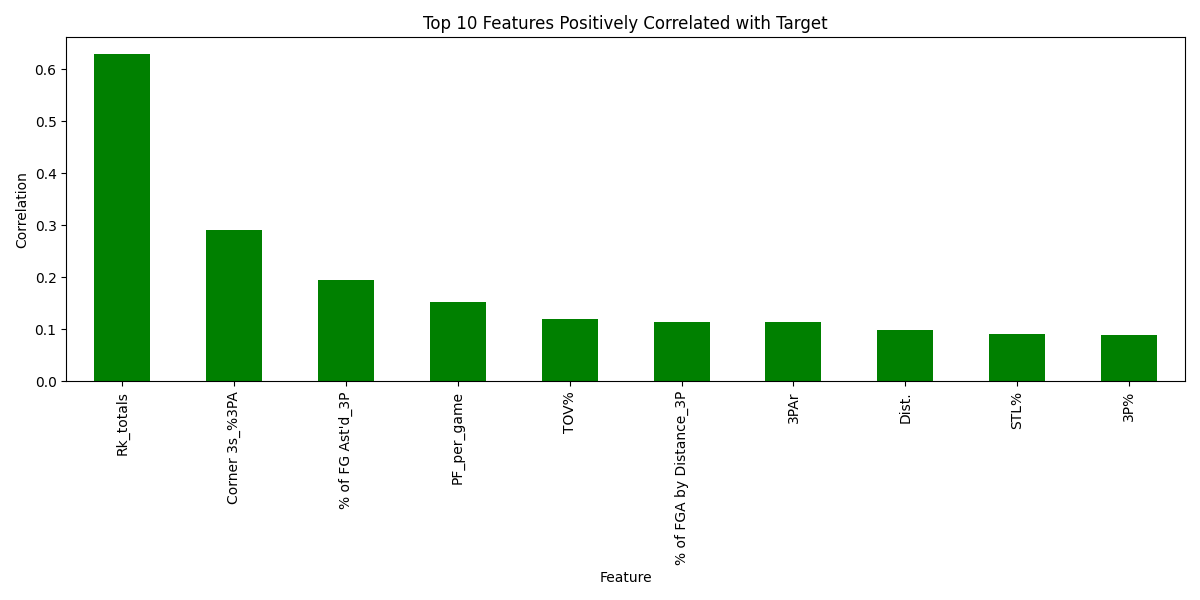 Top 10 Features Positively Correlated with Target
Correlation
0.6
0.5
0.4
0.3
0.2
0.1
0.0
Rk_totals
Corner 3s_%3PA
% of FG Ast'd_3P
PF_per_game
TOV%
% of FGA by Distance_3P
3PAr
Dist.
STL%
3P%
Feature